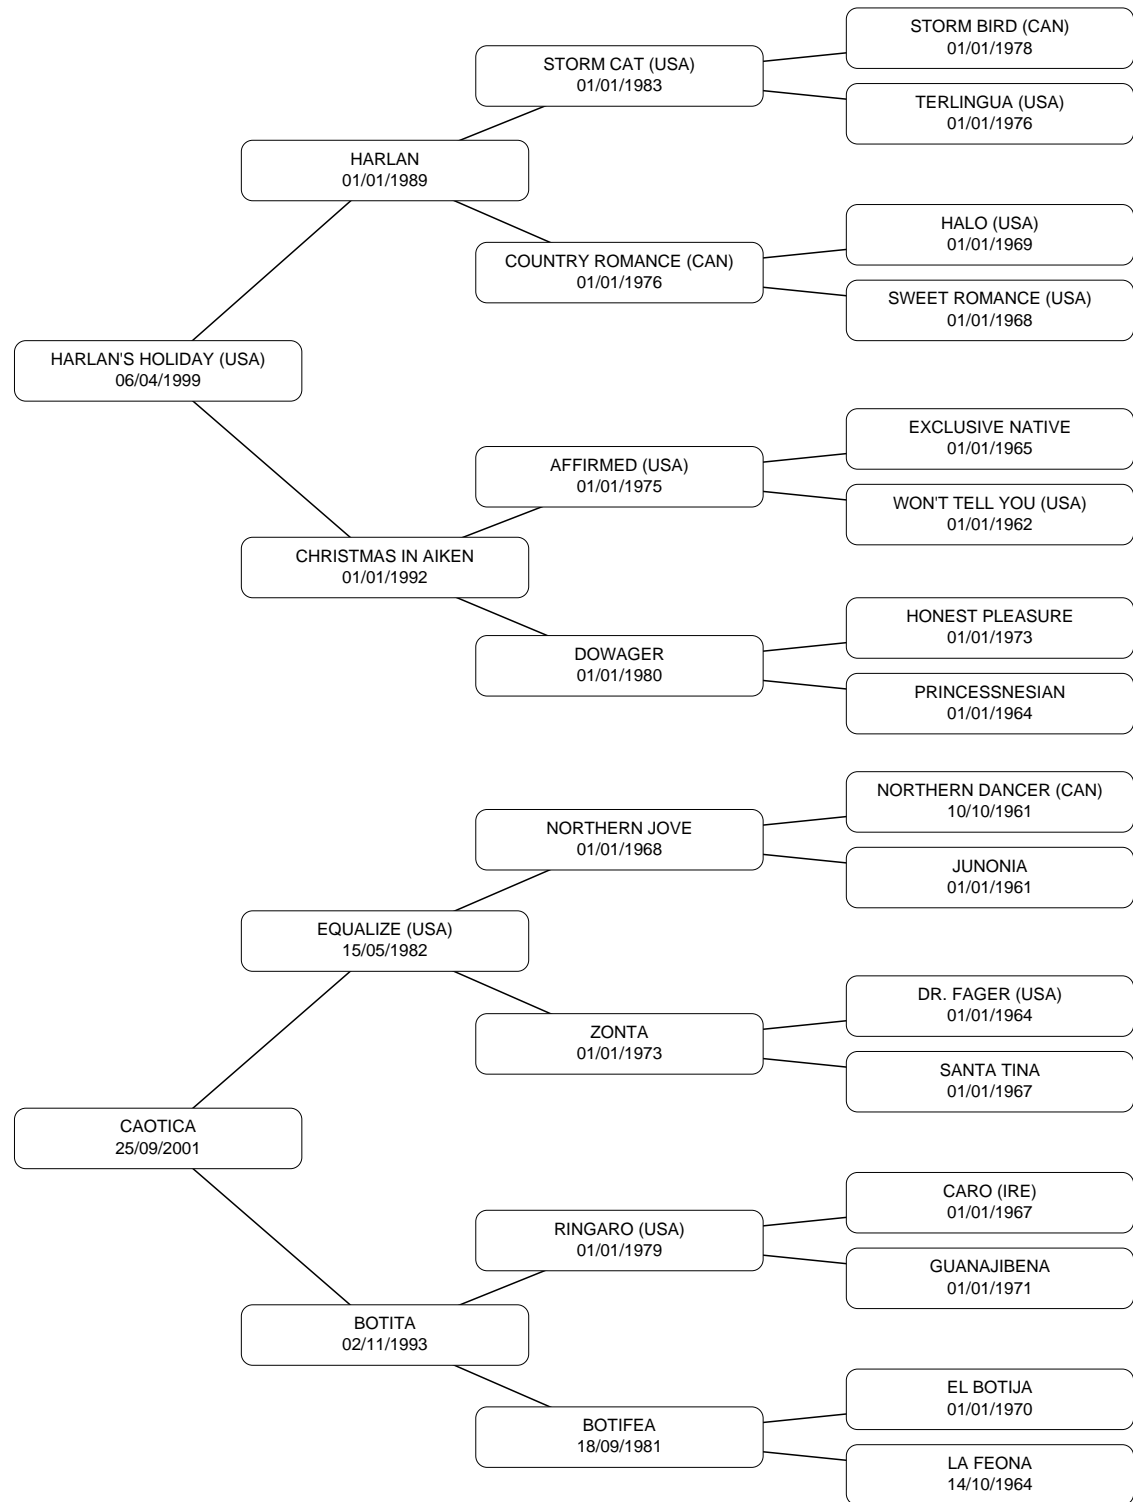 STORM BIRD (CAN)
01/01/1978
STORM CAT (USA)
01/01/1983
TERLINGUA (USA)
01/01/1976
HARLAN
01/01/1989
HALO (USA)
01/01/1969
COUNTRY ROMANCE (CAN)
01/01/1976
SWEET ROMANCE (USA)
01/01/1968
HARLAN'S HOLIDAY (USA)
06/04/1999
EXCLUSIVE NATIVE
01/01/1965
AFFIRMED (USA)
01/01/1975
WON'T TELL YOU (USA)
01/01/1962
CHRISTMAS IN AIKEN
01/01/1992
HONEST PLEASURE
01/01/1973
DOWAGER
01/01/1980
PRINCESSNESIAN
01/01/1964
NORTHERN DANCER (CAN)
10/10/1961
NORTHERN JOVE
01/01/1968
JUNONIA
01/01/1961
EQUALIZE (USA)
15/05/1982
DR. FAGER (USA)
01/01/1964
ZONTA
01/01/1973
SANTA TINA
01/01/1967
CAOTICA
25/09/2001
CARO (IRE)
01/01/1967
RINGARO (USA)
01/01/1979
GUANAJIBENA
01/01/1971
BOTITA
02/11/1993
EL BOTIJA
01/01/1970
BOTIFEA
18/09/1981
LA FEONA
14/10/1964